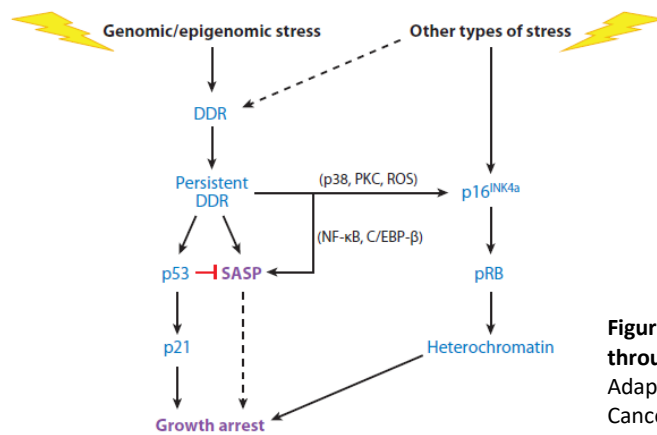 Genomic/epigenomic stress
Other types of stress
DDR
Persistent
DDR
(p38, PKC, ROS)
p16INK4a
(NF-κB, C/EBP-β)
p53
SASP
pRB
p21
Heterochromatin
Growth arrest
Figur
throu
Adap
Cance